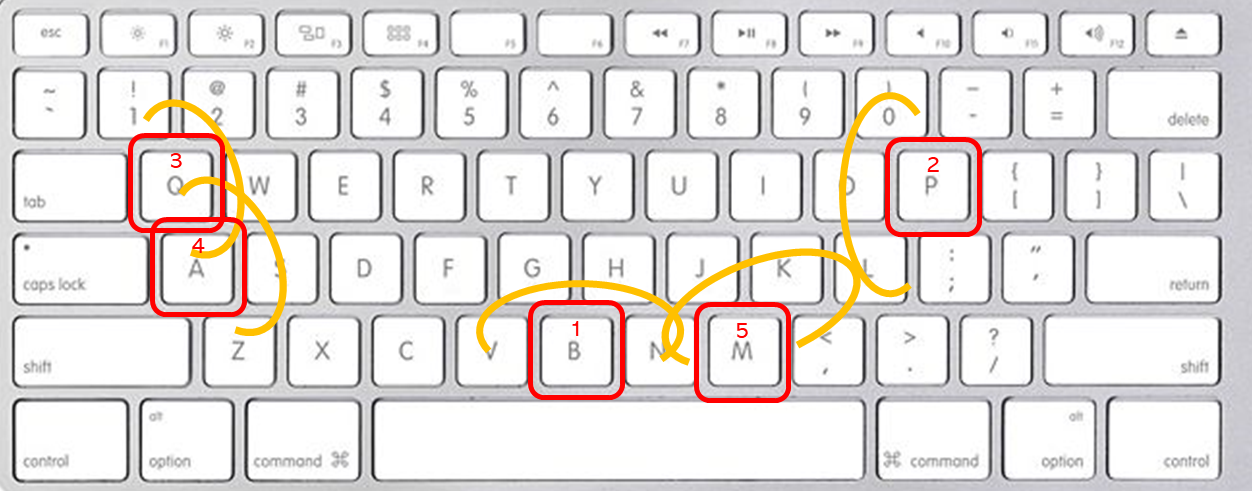 esc F1 F2 F3 F4 F5 F6 F7 F8 F9 F10 F11 F12
~ ! @ # $ % ^ & * ( ) — +
` 1 2 3 4 5 6 7 8 9 0 - =
delete
3 2
tab Q W E R T Y U I O P { [ } ] | \
4
caps lock A S D F G H J K L : ; " ' return
1 5
shift Z X C V B N M < , > . ? / shift
alt alt
control option command ⌘ ⌘ command option control